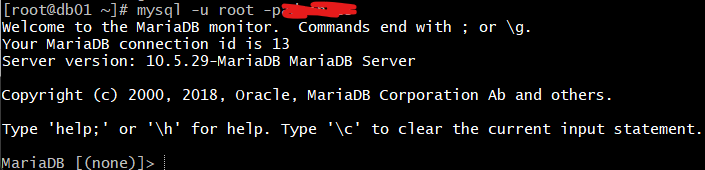 [root@db01 ~]# mysql -u root -p
Welcome to the MariaDB monitor.  Commands end with ; or \g.
Your MariaDB connection id is 13
Server version: 10.5.29-MariaDB MariaDB Server

Copyright (c) 2000, 2018, Oracle, MariaDB Corporation Ab and others.

Type 'help;' or '\h' for help. Type '\c' to clear the current input statement.

MariaDB [(none)]>